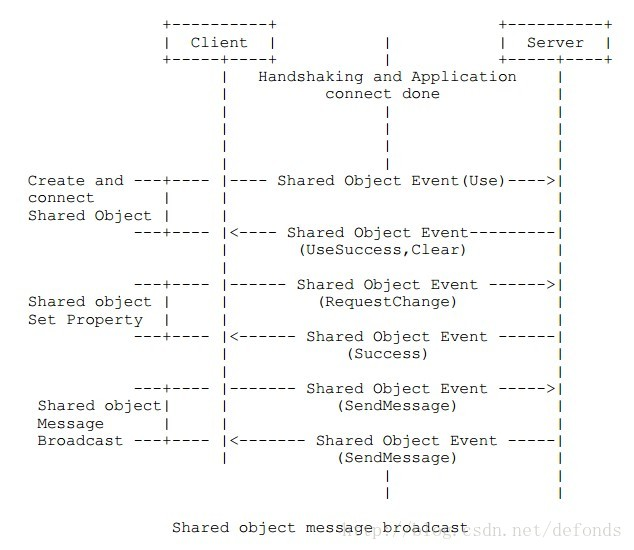 Client Server
Handshaking and Application
connect done
Create and Shared Object Event(Use)
connect
Shared Object
Shared Object Event
(UseSuccess,Clear)
Shared Object Event
Shared object (RequestChange)
Set Property
Shared Object Event
(Success)
Shared Object Event
Shared object (SendMessage)
Message
Broadcast Shared Object Event
(SendMessage)
Shared object message broadcast
http://blog.csdn.net/defonds